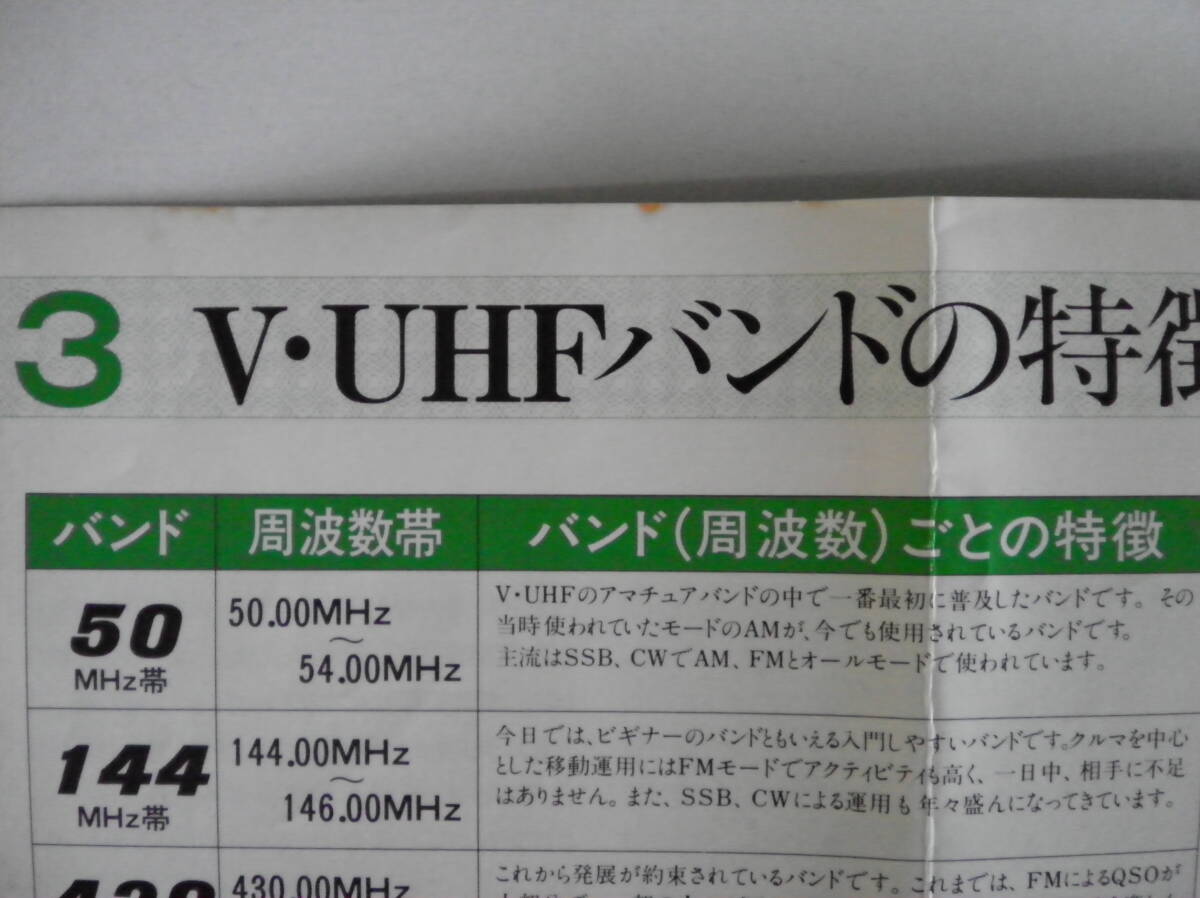 3 V・UHFバンドの特徴
バンド 周波数帯 バンド(周波数)ごとの特徴
50
MHz帯
50.00MHz
〜
54.00MHz
V・UHFのアマチュアバンドの中で一番最初に普及したバンドです。その
当時使われていたモードのAMが、今でも使用されているバンドです。
主流はSSB、CWでAM、FMとオールモードで使われています。
144
MHz帯
144.00MHz
〜
146.00MHz
今日では、ビギナーのバンドともいえる入門しやすいバンドです。クルマを中心
とした移動運用にはFMモードでアクティビティも高く、一日中、相手に不足
はありません。また、SSB、CWによる運用も年々盛んになってきています。
430
430.00MHz
これから発展が約束されているバンドです。これまでは、FMによるQSOが